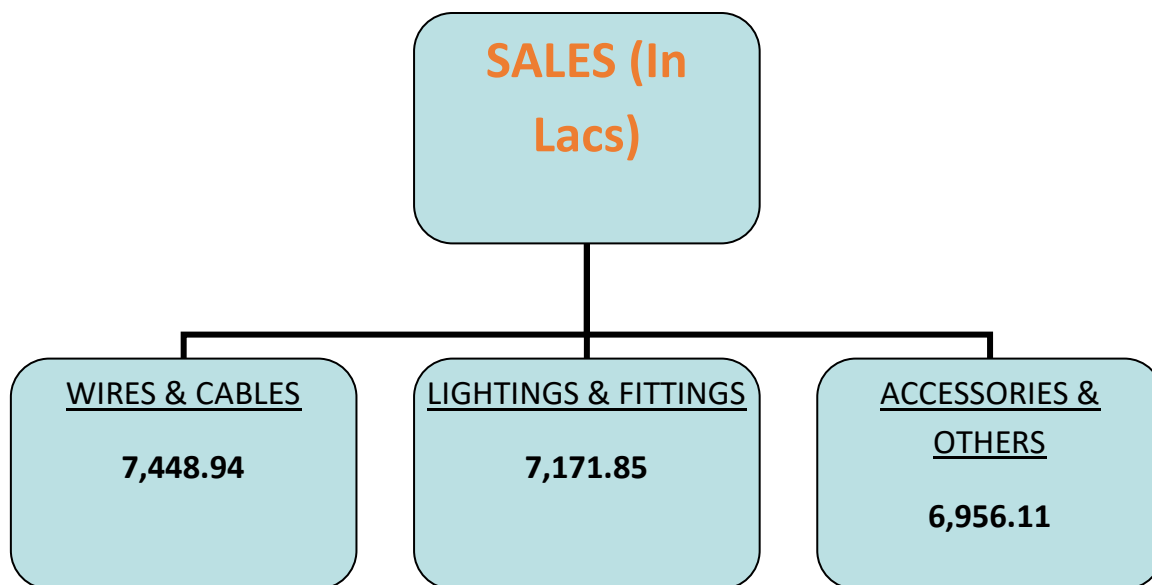 SALES (In
Lacs)
WIRES & CABLES
7,448.94
LIGHTINGS & FITTINGS
7,171.85
ACCESSORIES &
OTHERS
6,956.11